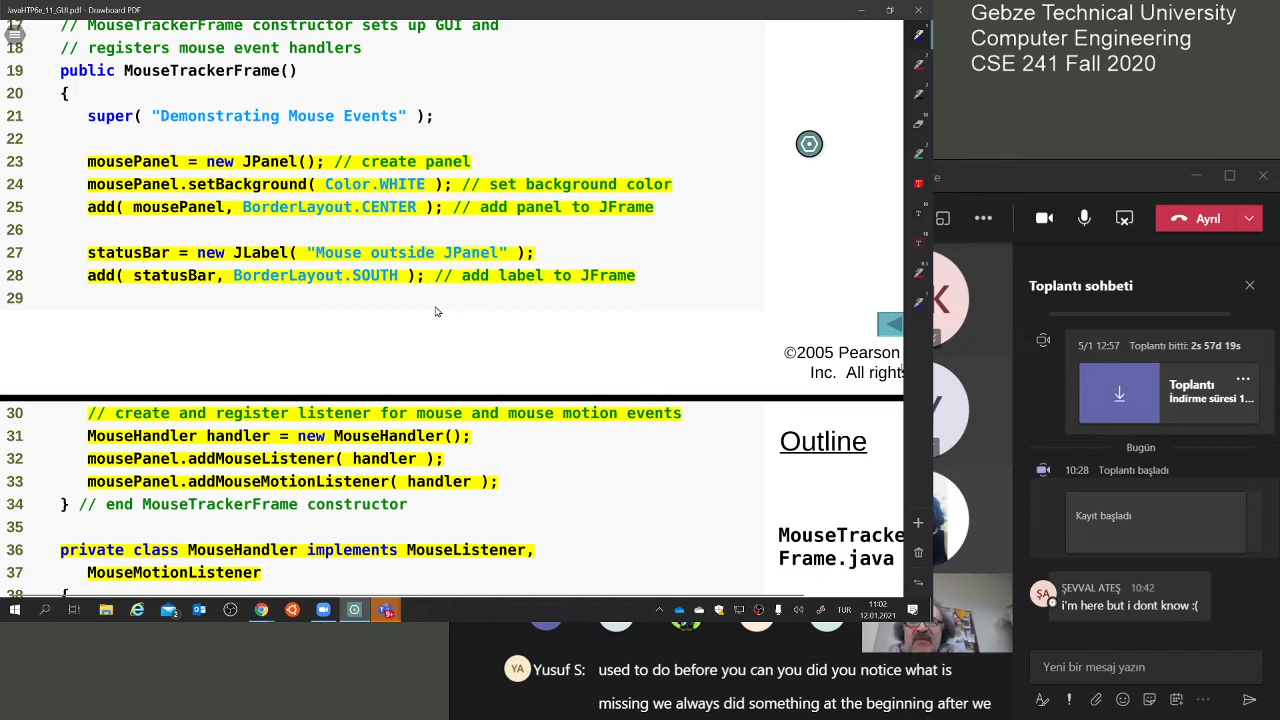 JavaHTP6e_11_GUI.pdf - Drawboard PDF
17 // MouseTrackerFrame constructor sets up GUI and
18 // registers mouse event handlers
19 public MouseTrackerFrame()
20 {
21 super( "Demonstrating Mouse Events" );
22
23 mousePanel = new JPanel(); // create panel
24 mousePanel.setBackground( Color.WHITE ); // set background color
25 add( mousePanel, BorderLayout.CENTER ); // add panel to JFrame
26
27 statusBar = new JLabel( "Mouse outside JPanel" );
28 add( statusBar, BorderLayout.SOUTH ); // add label to JFrame
29
©2005 Pearson
Inc. All rights
30 // create and register listener for mouse and mouse motion events
31 MouseHandler handler = new MouseHandler();
32 mousePanel.addMouseListener( handler );
33 mousePanel.addMouseMotionListener( handler );
34 } // end MouseTrackerFrame constructor
35
36 private class MouseHandler implements MouseListener,
37 MouseMotionListener
38 {
Outline
MouseTracke
Frame.java
TUR
11:02
12.01.2021
Gebze Technical University
Computer Engineering
CSE 241 Fall 2020
re
Ayrıl
Toplantı sohbeti
5/1 12:57 Toplantı bitti: 2s 57d 19s
Toplantı
İndirme süresi 1...
Bugün
10:28 Toplantı başladı
Kayıt başladı
ŞA
ŞEVVAL ATEŞ 10:42
i'm here but i dont know :(
Yeni bir mesaj yazın
K
Y
YA Yusuf S: used to do before you can you did you notice what is
missing we always did something at the beginning after we